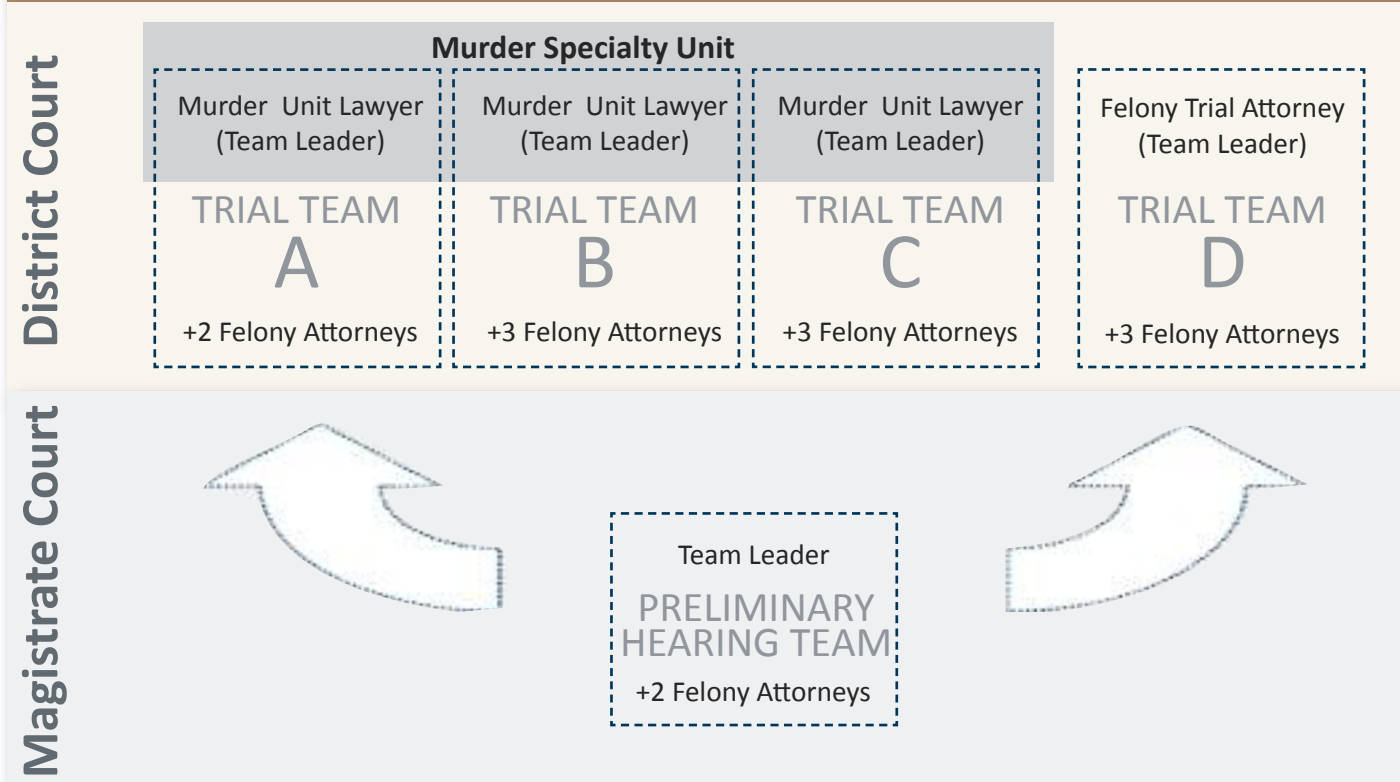 District Court
Murder Specialty Unit
Murder Unit Lawyer
(Team Leader)
TRIAL TEAM
A
+2 Felony Attorneys
Murder Unit Lawyer
(Team Leader)
TRIAL TEAM
B
+3 Felony Attorneys
Murder Unit Lawyer
(Team Leader)
TRIAL TEAM
C
+3 Felony Attorneys
Felony Trial Attorney
(Team Leader)
TRIAL TEAM
D
+3 Felony Attorneys
Magistrate Court
Team Leader
PRELIMINARY
HEARING TEAM
+2 Felony Attorneys